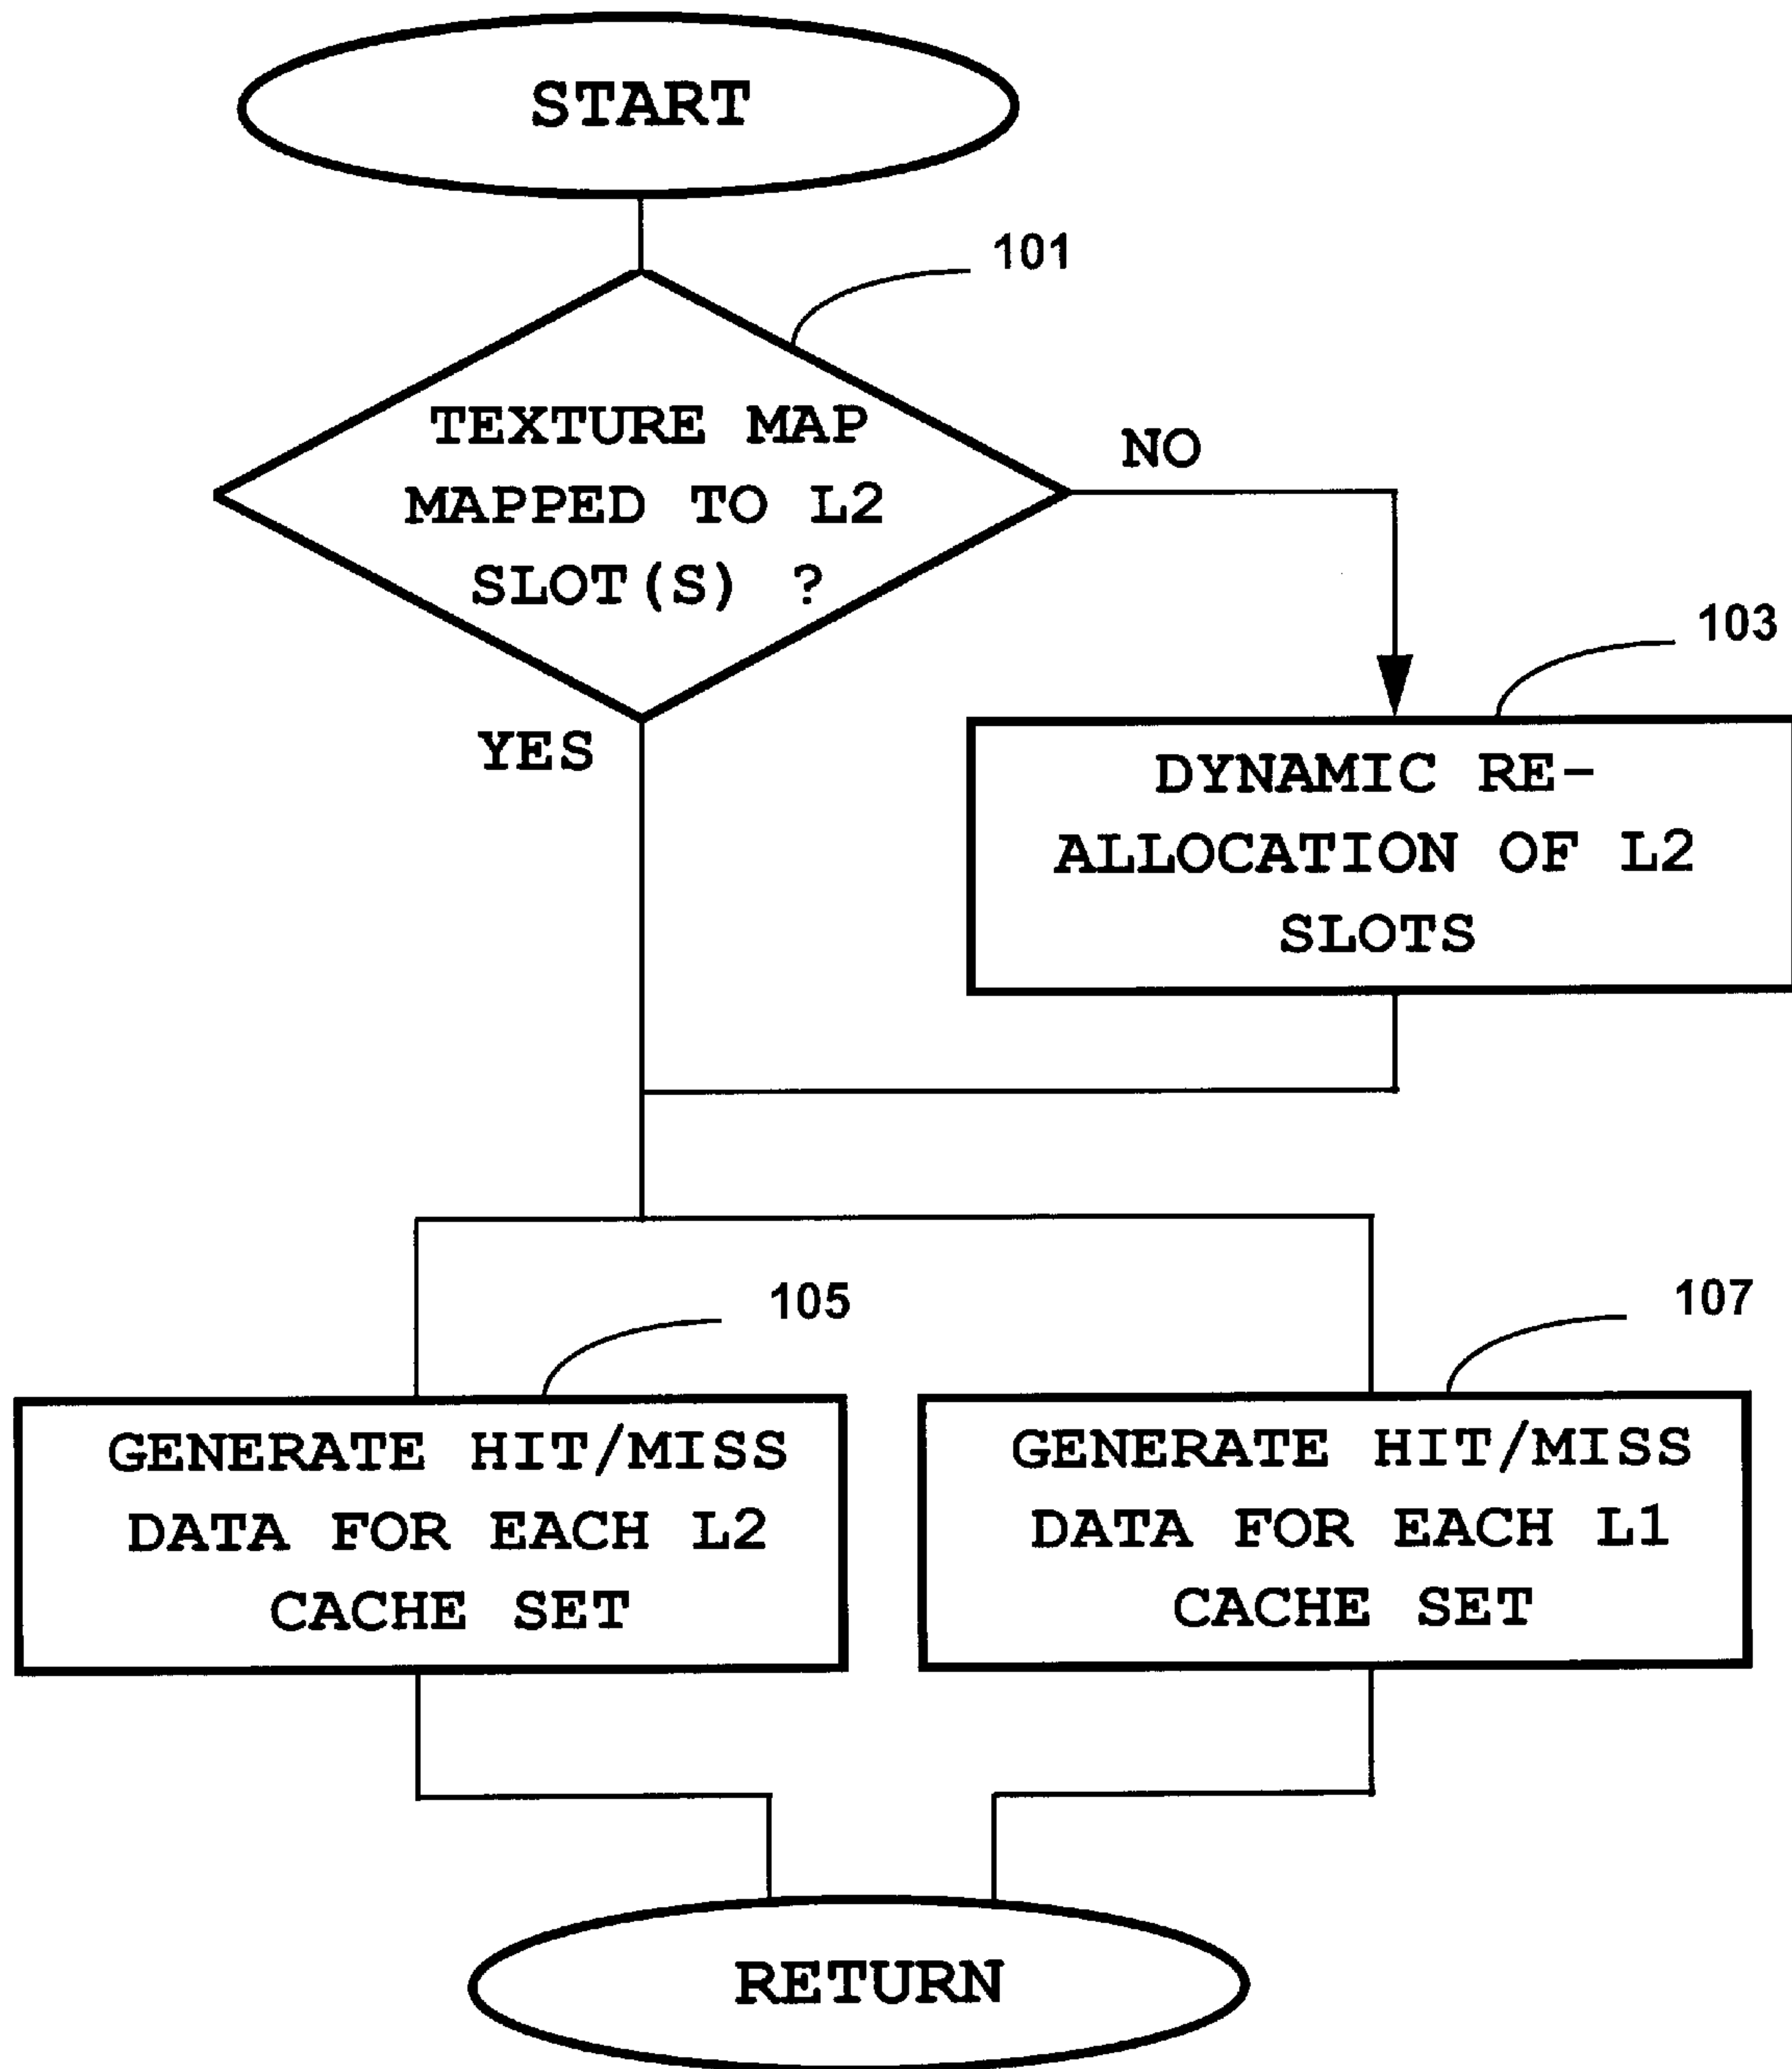 START
101
TEXTURE MAP
MAPPED TO L2
SLOT(S) ?
NO
YES
103
DYNAMIC RE-
ALLOCATION OF L2
SLOTS
105
GENERATE HIT/MISS
DATA FOR EACH L2
CACHE SET
107
GENERATE HIT/MISS
DATA FOR EACH L1
CACHE SET
RETURN